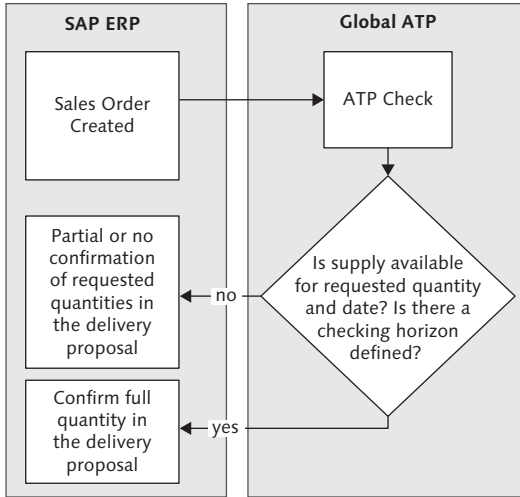 SAP ERP
Global ATP
Sales Order
Created
ATP Check
Is supply available
for requested quantity
and date? Is there a
checking horizon
defined?
no
Partial or no
confirmation
of requested
quantities in
the delivery
proposal
yes
Confirm full
quantity in
the delivery
proposal